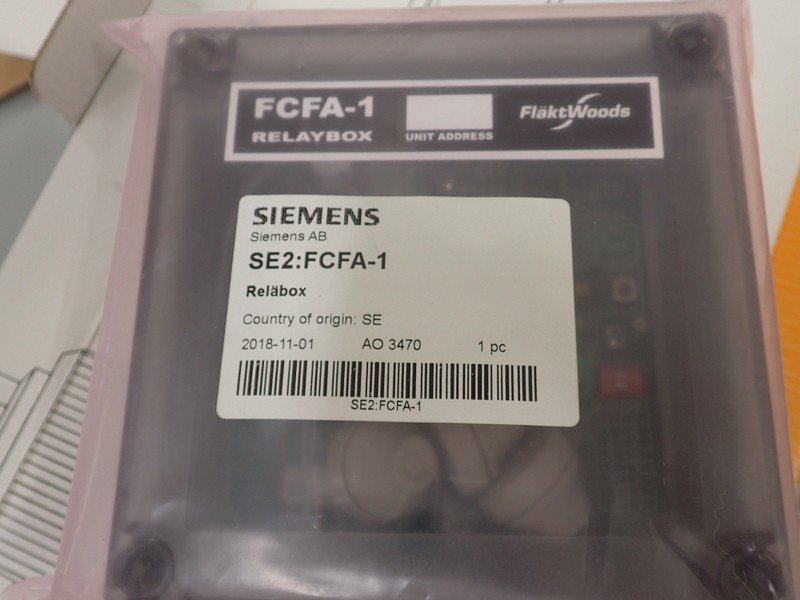 FCFA-1
RELAYBOX
UNIT ADDRESS
FläktWoods
SIEMENS
Siemens AB
SE2:FCFA-1
Reläbox
Country of origin: SE
2018-11-01 AO 3470 1 pc
SE2:FCFA-1